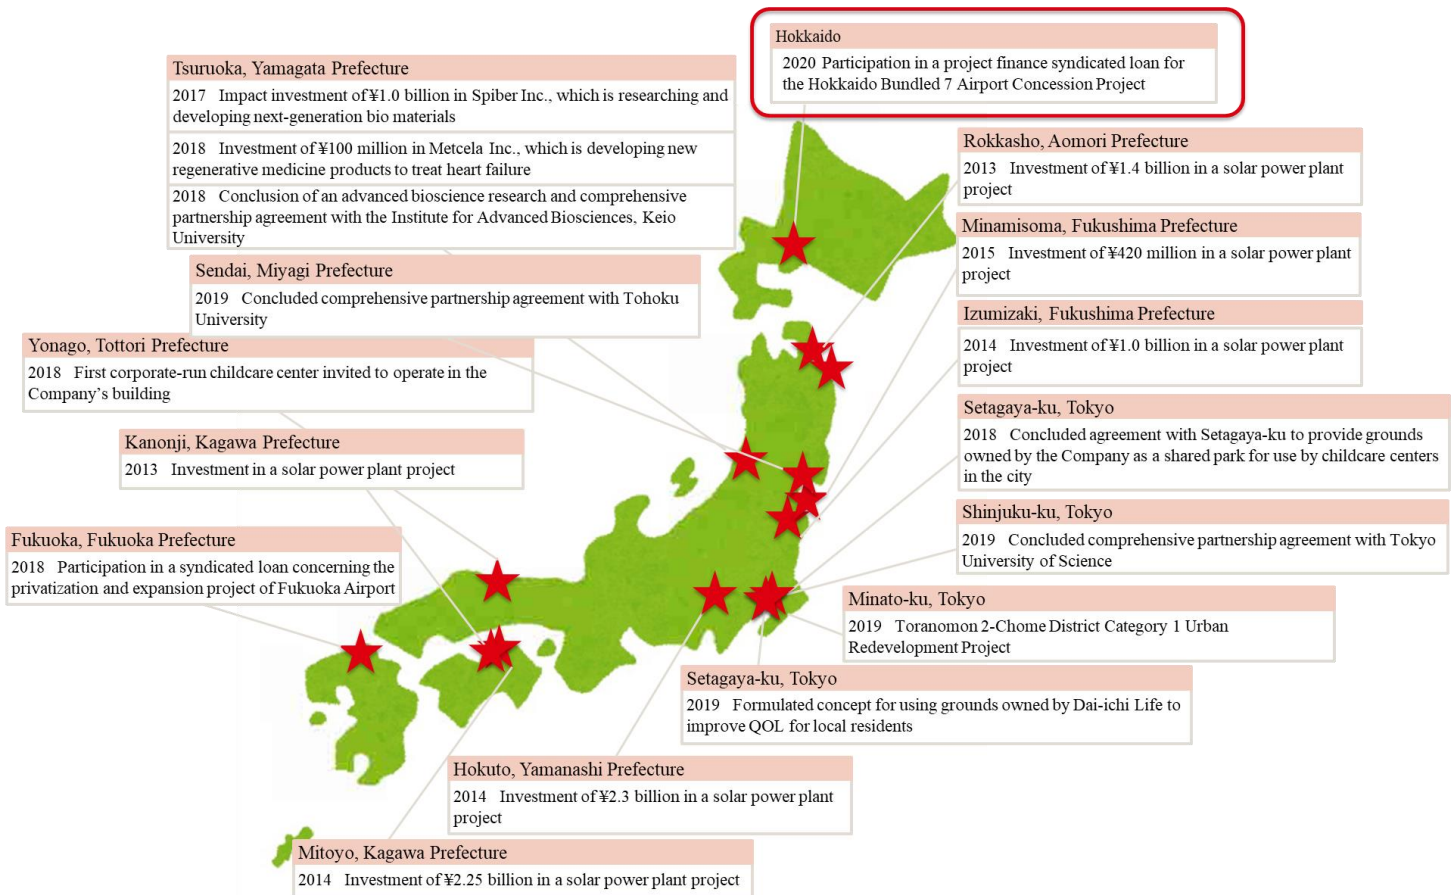 Hokkaido
2020 Participation in a project finance syndicated loan for
the Hokkaido Bundled 7 Airport Concession Project
Tsuruoka, Yamagata Prefecture
2017 Impact investment of ¥1.0 billion in Spiber Inc., which is researching and
developing next-generation bio materials
2018 Investment of ¥100 million in Metcela Inc., which is developing new
regenerative medicine products to treat heart failure
2018 Conclusion of an advanced bioscience research and comprehensive
partnership agreement with the Institute for Advanced Biosciences, Keio
University
Rokkasho, Aomori Prefecture
2013 Investment of ¥1.4 billion in a solar power plant
project
Minamisoma, Fukushima Prefecture
2015 Investment of ¥420 million in a solar power plant
project
Sendai, Miyagi Prefecture
2019 Concluded comprehensive partnership agreement with Tohoku
University
Izumizaki, Fukushima Prefecture
2014 Investment of ¥1.0 billion in a solar power plant
project
Yonago, Tottori Prefecture
2018 First corporate-run childcare center invited to operate in the
Company's building
Setagaya-ku, Tokyo
2018 Concluded agreement with Setagaya-ku to provide grounds
owned by the Company as a shared park for use by childcare centers
in the city
Kanonji, Kagawa Prefecture
2013 Investment in a solar power plant project
Shinjuku-ku, Tokyo
2019 Concluded comprehensive partnership agreement with Tokyo
University of Science
Fukuoka, Fukuoka Prefecture
2018 Participation in a syndicated loan concerning the
privatization and expansion project of Fukuoka Airport
Minato-ku, Tokyo
2019 Toranomon 2-Chome District Category 1 Urban
Redevelopment Project
Setagaya-ku, Tokyo
2019 Formulated concept for using grounds owned by Dai-ichi Life to
improve QOL for local residents
Hokuto, Yamanashi Prefecture
2014 Investment of ¥2.3 billion in a solar power plant
project
Mitoyo, Kagawa Prefecture
2014 Investment of ¥2.25 billion in a solar power plant project